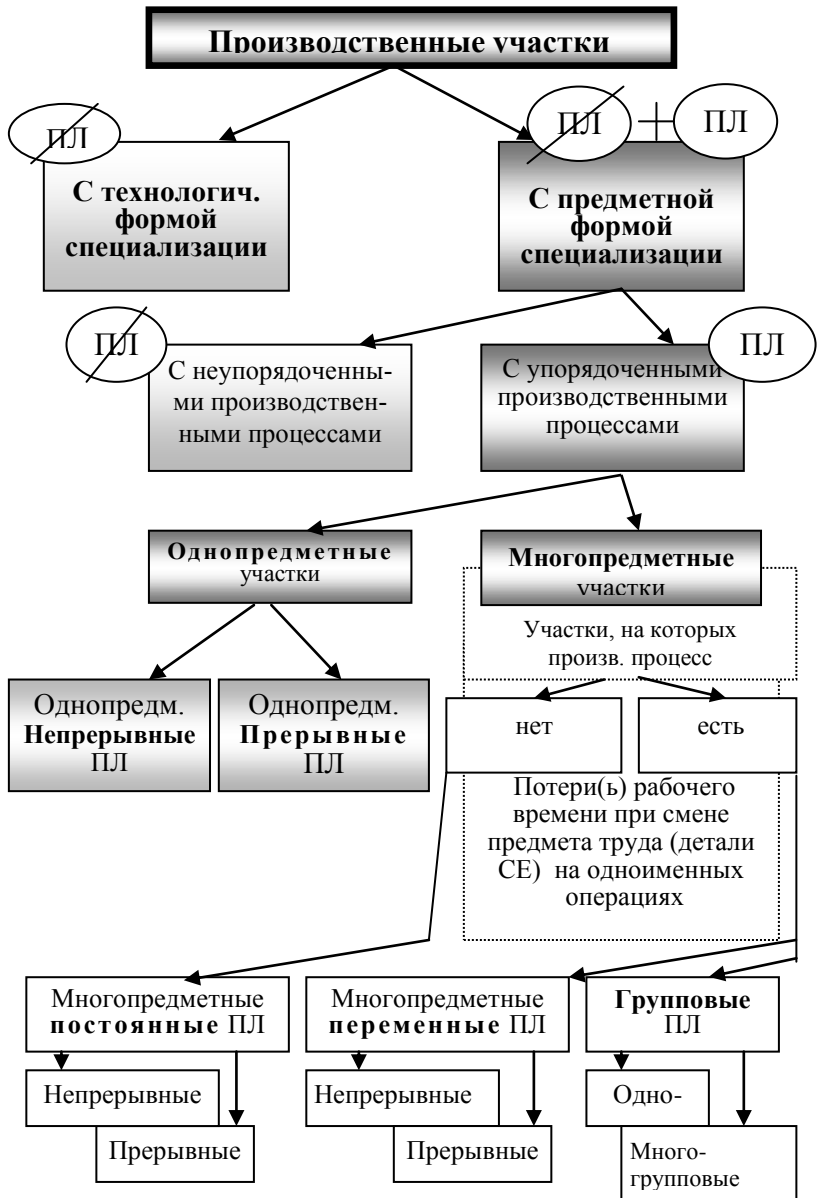 Производственные участки
ПЛ
ПЛ
ПЛ
С технологич.
формой
специализации
С предметной
формой
специализации
ПЛ
С неупорядоченны-
ми производствен-
ными процессами
ПЛ
С упорядоченными
производственными
процессами
Однопредметные
участки
Многопредметные
участки
Участки, на которых
произв. процесс
Однопредм.
Непрерывные
ПЛ
Однопредм.
Прерывные
ПЛ
нет
есть
Потери(ь) рабочего
времени при смене
предмета труда (детали
СЕ) на одноименных
операциях
Многопредметные
постоянные ПЛ
Непрерывные
Прерывные
Многопредметные
переменные ПЛ
Непрерывные
Прерывные
Групповые
ПЛ
Одно-
Много-
групповые